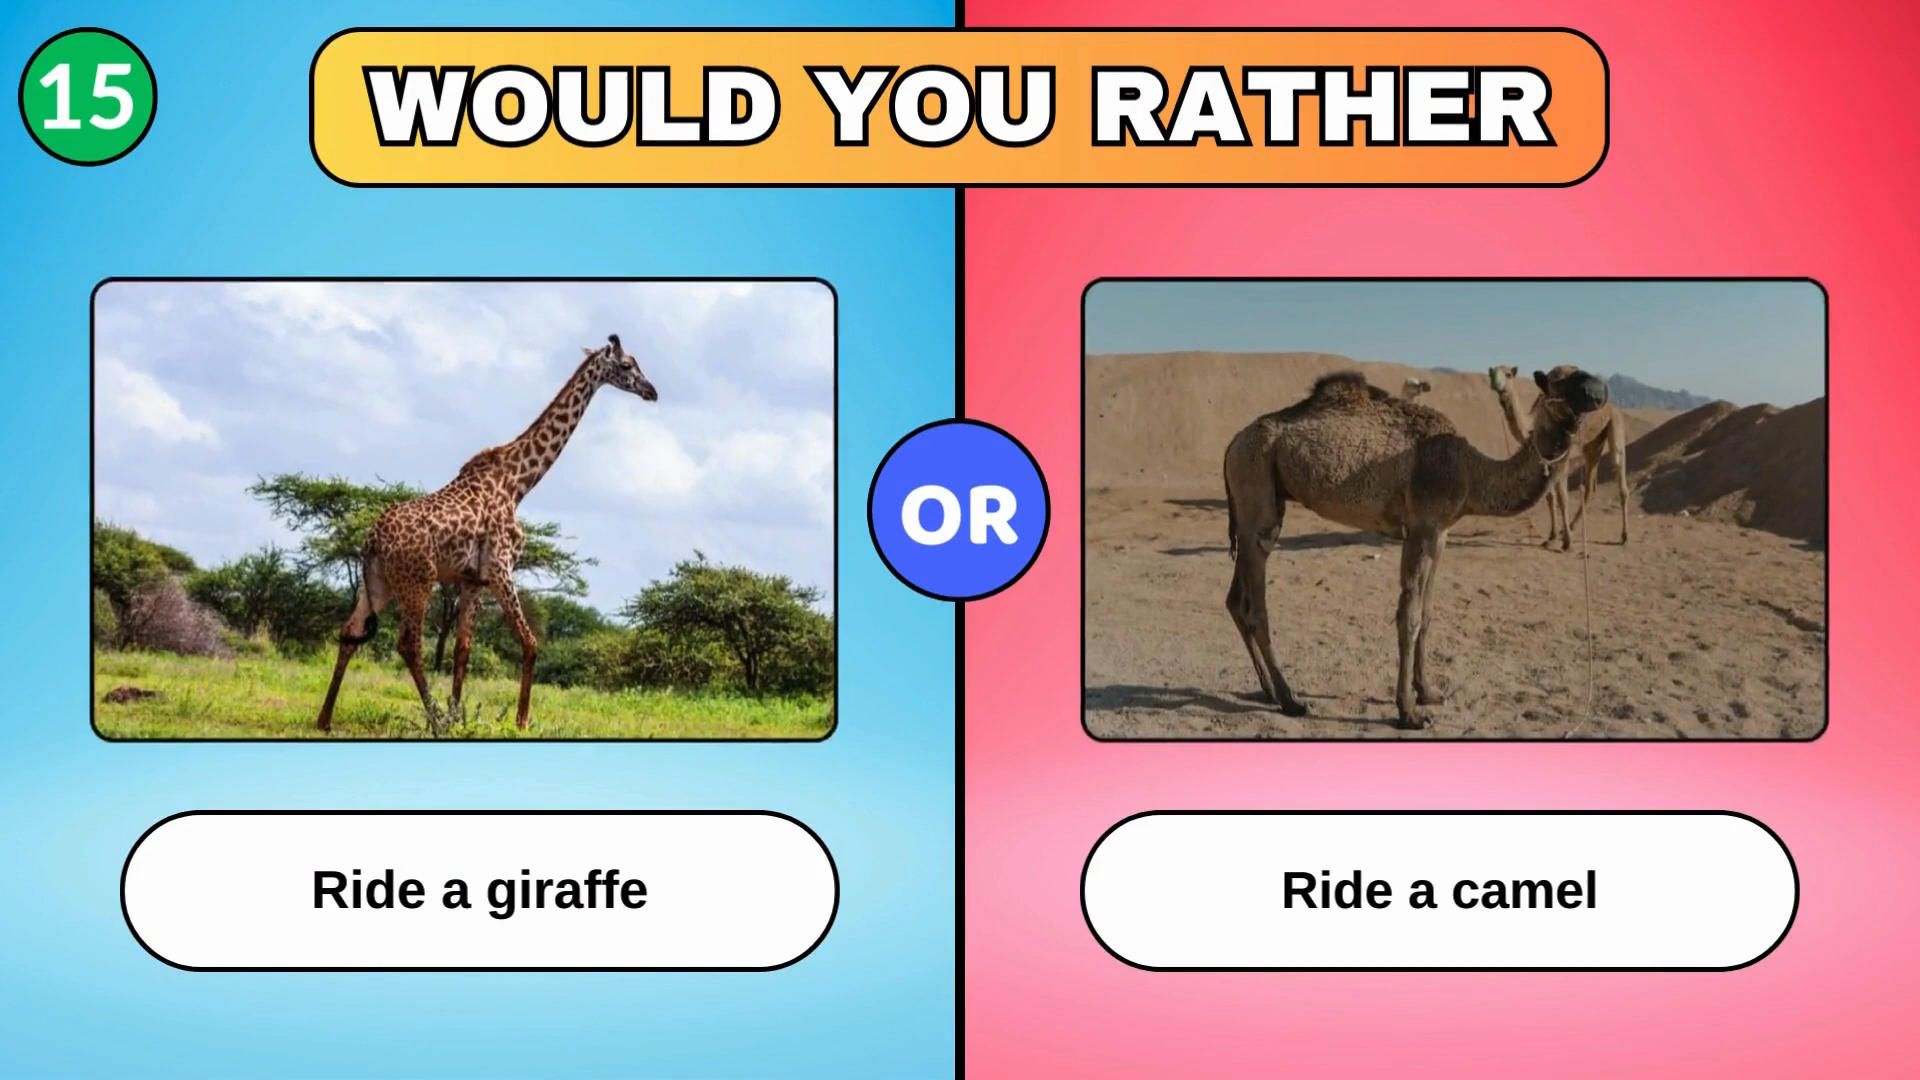 15
WOULD YOU RATHER
OR
Ride a giraffe
Ride a camel